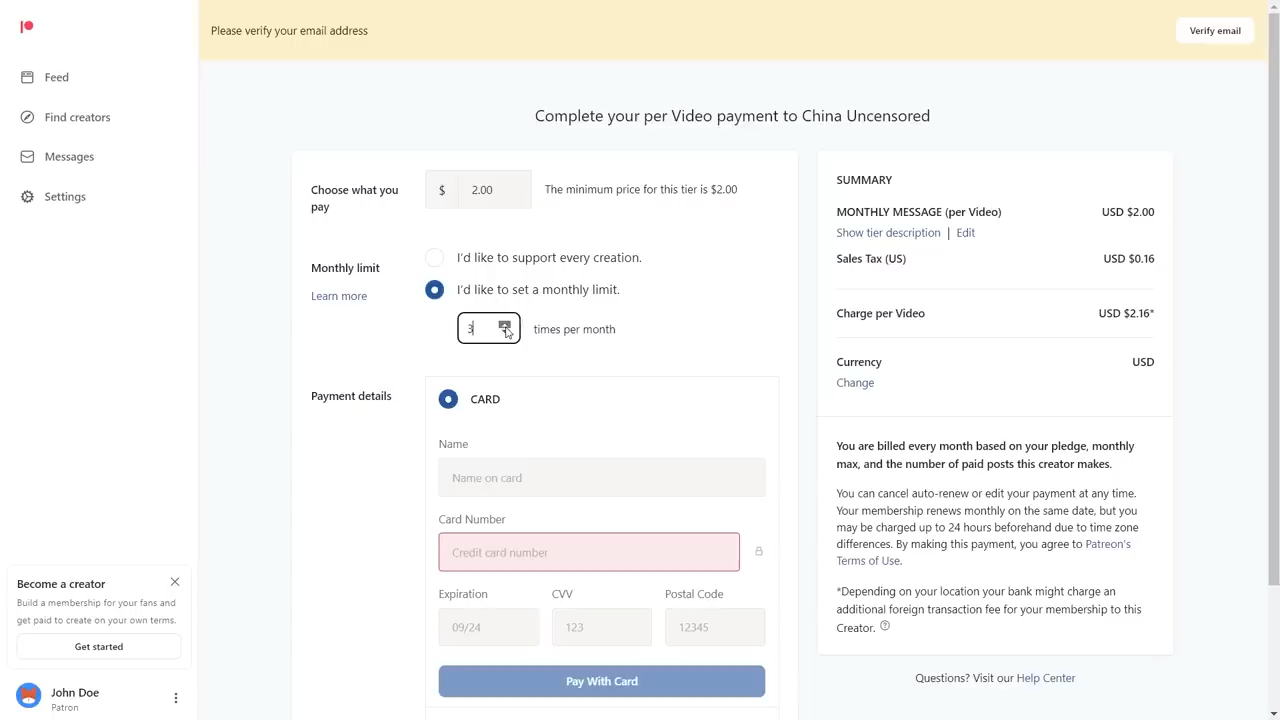 Please verify your email address
Verify email
Feed
Find creators
Messages
Settings
Complete your per Video payment to China Uncensored
Choose what you pay
$ 2.00
The minimum price for this tier is $2.00
Monthly limit
Learn more
I'd like to support every creation.
I'd like to set a monthly limit.
3
times per month
Payment details
CARD
Name
Name on card
Card Number
Credit card number
Expiration
CVV
Postal Code
09/24
123
12345
Pay With Card
SUMMARY
MONTHLY MESSAGE (per Video)
USD $2.00
Show tier description | Edit
Sales Tax (US)
USD $0.16
Charge per Video
USD $2.16*
Currency
USD
Change
You are billed every month based on your pledge, monthly
max, and the number of paid posts this creator makes.
You can cancel auto-renew or edit your payment at any time.
Your membership renews monthly on the same date, but you
may be charged up to 24 hours beforehand due to time zone
differences. By making this payment, you agree to Patreon's
Terms of Use.
*Depending on your location your bank might charge an
additional foreign transaction fee for your membership to this
Creator.
Questions? Visit our Help Center
Become a creator
Build a membership for your fans and
get paid to create on your own terms.
Get started
John Doe
Patron